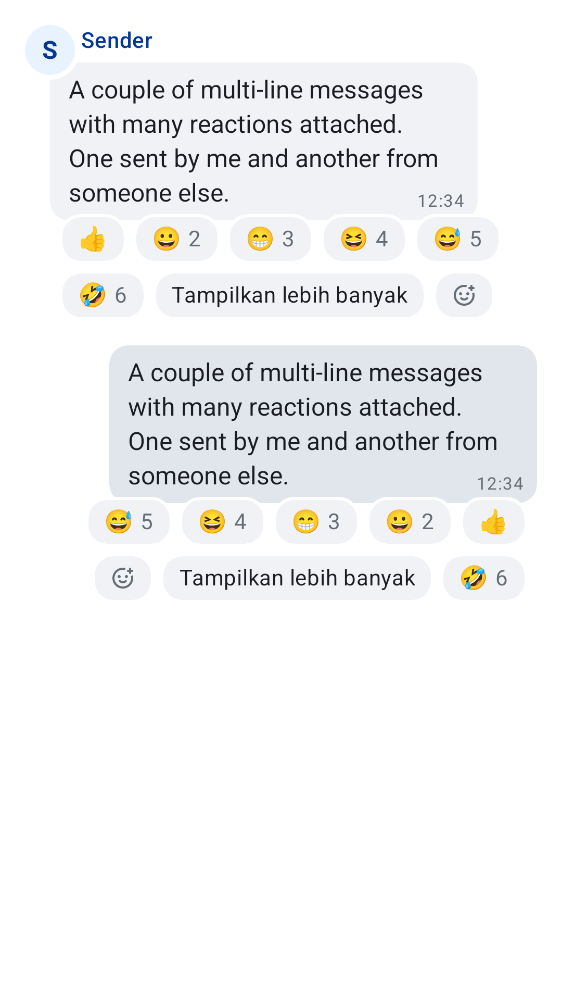 S Sender
A couple of multi-line messages
with many reactions attached.
One sent by me and another from
someone else.
12:34
👍 😀 2 😁 3 😆 4 😅 5
🤣 6 Tampilkan lebih banyak
A couple of multi-line messages
with many reactions attached.
One sent by me and another from
someone else.
12:34
😅 5 😆 4 😁 3 😀 2 👍
Tampilkan lebih banyak 🤣 6